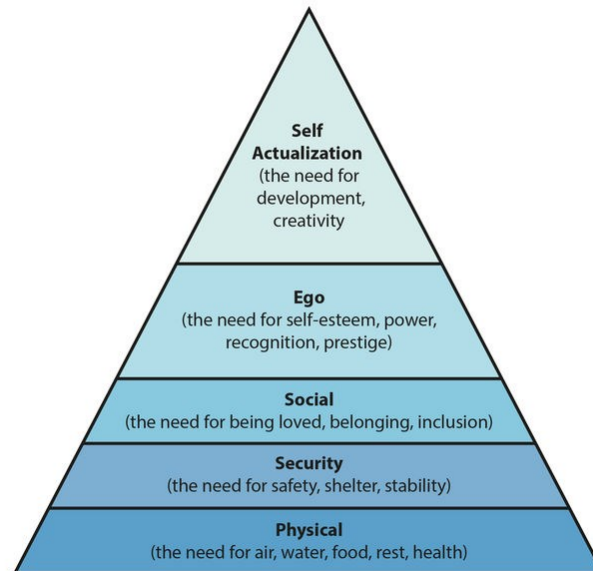 Self
Actualization
(the need for
development,
creativity
Ego
(the need for self-esteem, power,
recognition, prestige)
Social
(the need for being loved, belonging, inclusion)
Security
(the need for safety, shelter, stability)
Physical
(the need for air, water, food, rest, health)